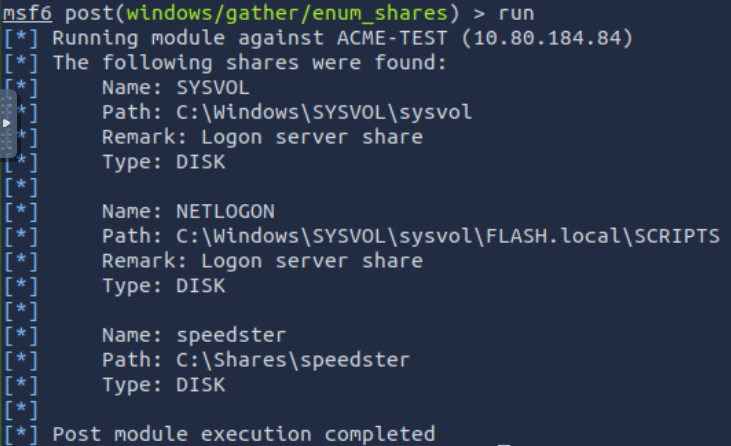 msf6 post(windows/gather/enum_shares) > run
[*] Running module against ACME-TEST (10.80.184.84)
[*] The following shares were found:
[*] Name: SYSVOL
[*] Path: C:\Windows\SYSVOL\sysvol
[*] Remark: Logon server share
[*] Type: DISK
[*]
[*] Name: NETLOGON
[*] Path: C:\Windows\SYSVOL\sysvol\FLASH.local\SCRIPTS
[*] Remark: Logon server share
[*] Type: DISK
[*]
[*] Name: speedster
[*] Path: C:\Shares\speedster
[*] Type: DISK
[*]
[*] Post module execution completed